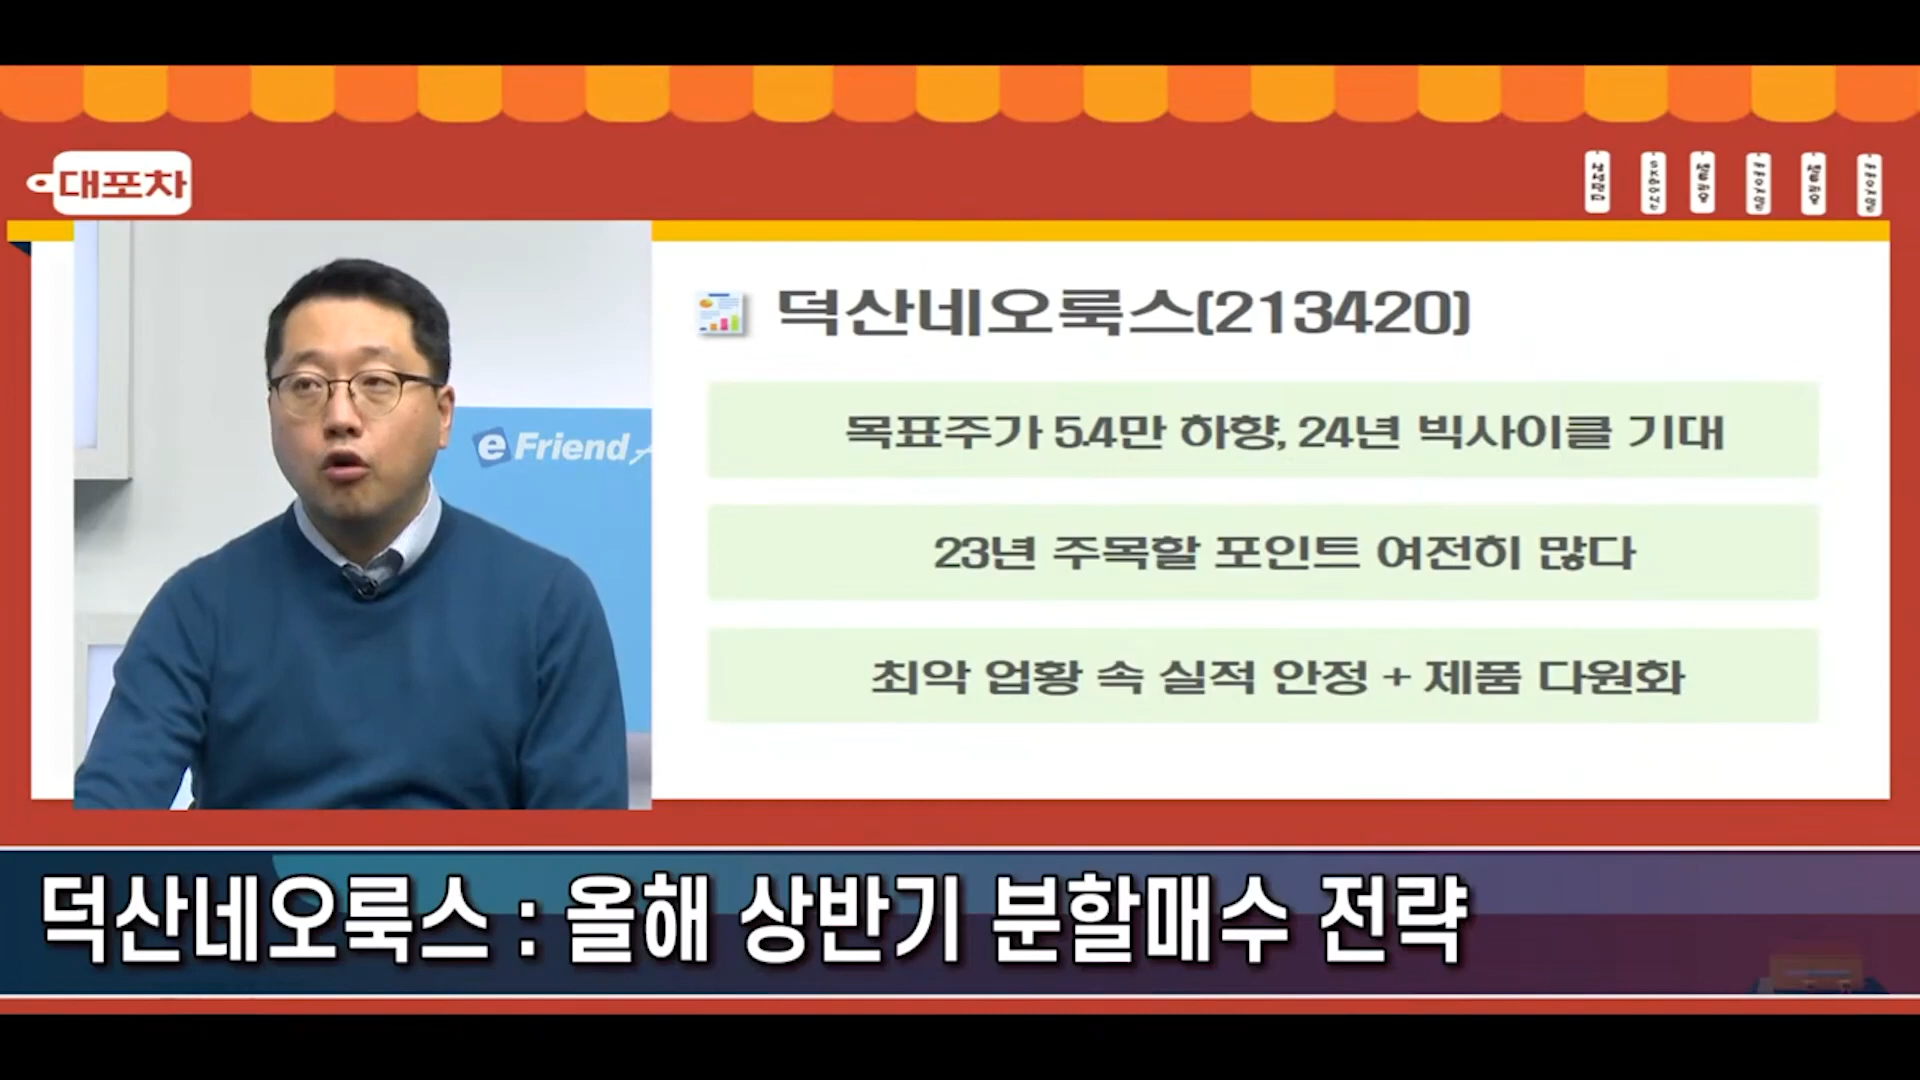 대포차
덕산네오룩스(213420)
목표주가 5.4만 하향, 24년 빅사이클 기대
23년 주목할 포인트 여전히 많다
최악 업황 속 실적 안정 + 제품 다원화
e Friend
덕산네오룩스 : 올해 상반기 분할매수 전략